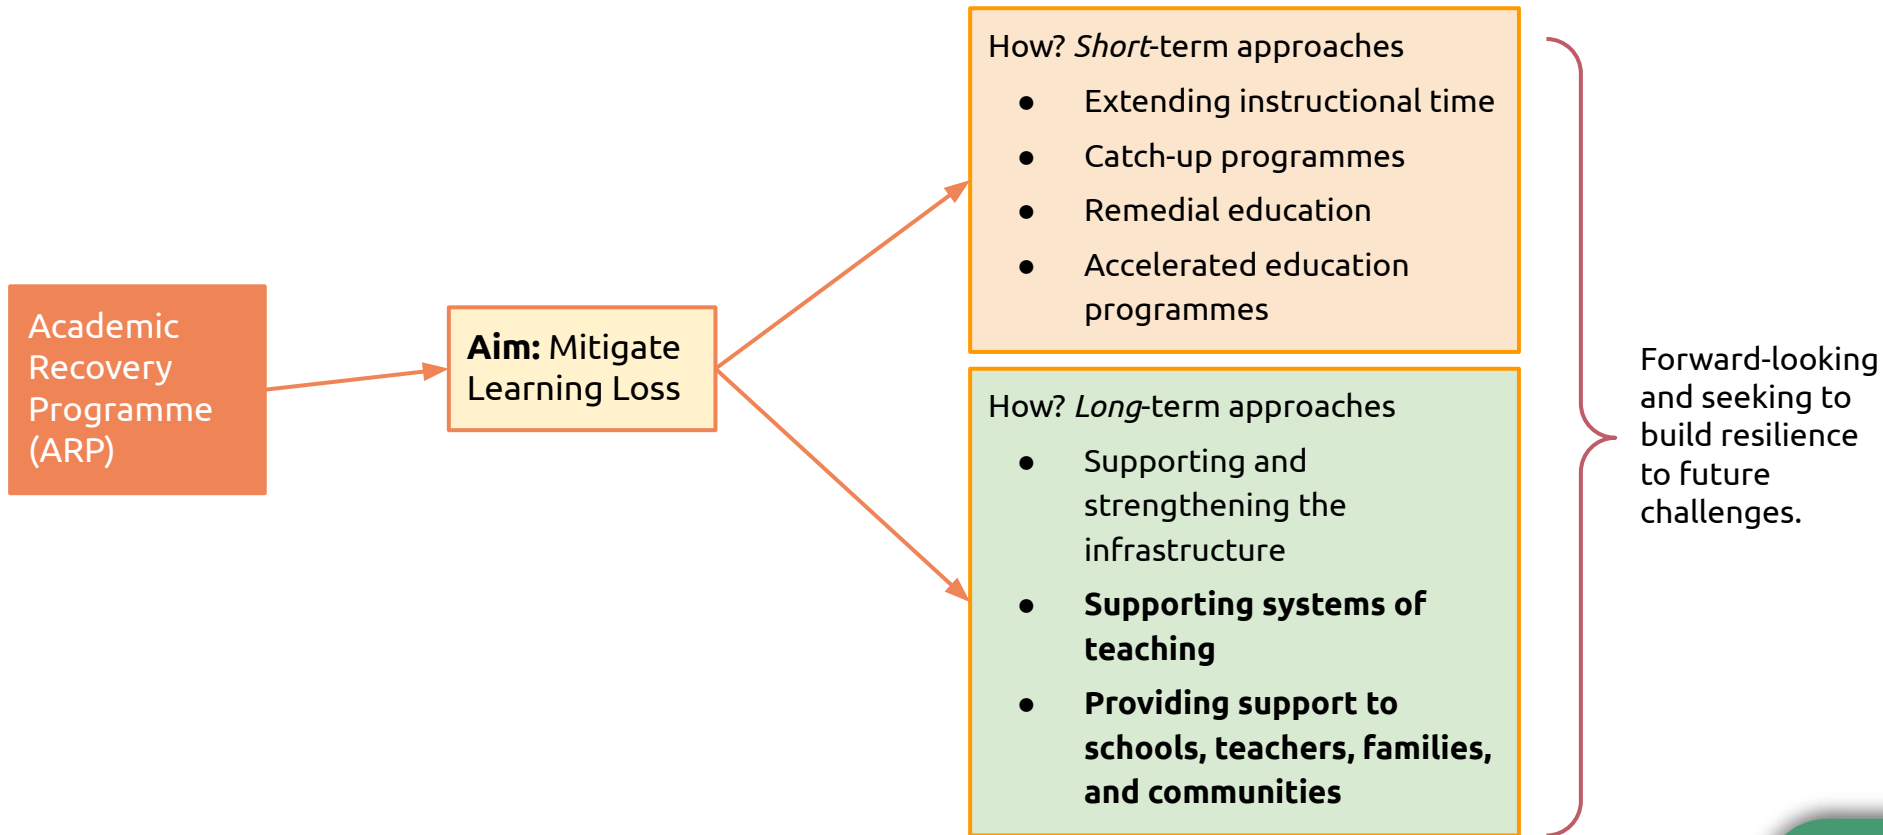 Academic
Recovery
Programme
(ARP)
Aim: Mitigate
Learning Loss
How? Short-term approaches
● Extending instructional time
● Catch-up programmes
● Remedial education
● Accelerated education
programmes
How? Long-term approaches
● Supporting and
strengthening the
infrastructure
● Supporting systems of
teaching
● Providing support to
schools, teachers, families,
and communities
Forward-looking
and seeking to
build resilience
to future
challenges.